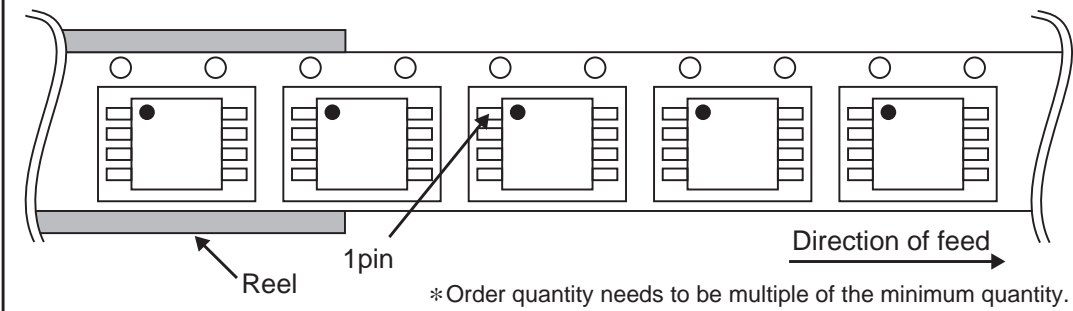 Direction of feed
1pin
Reel
∗Order quantity needs to be multiple of the minimum quantity.